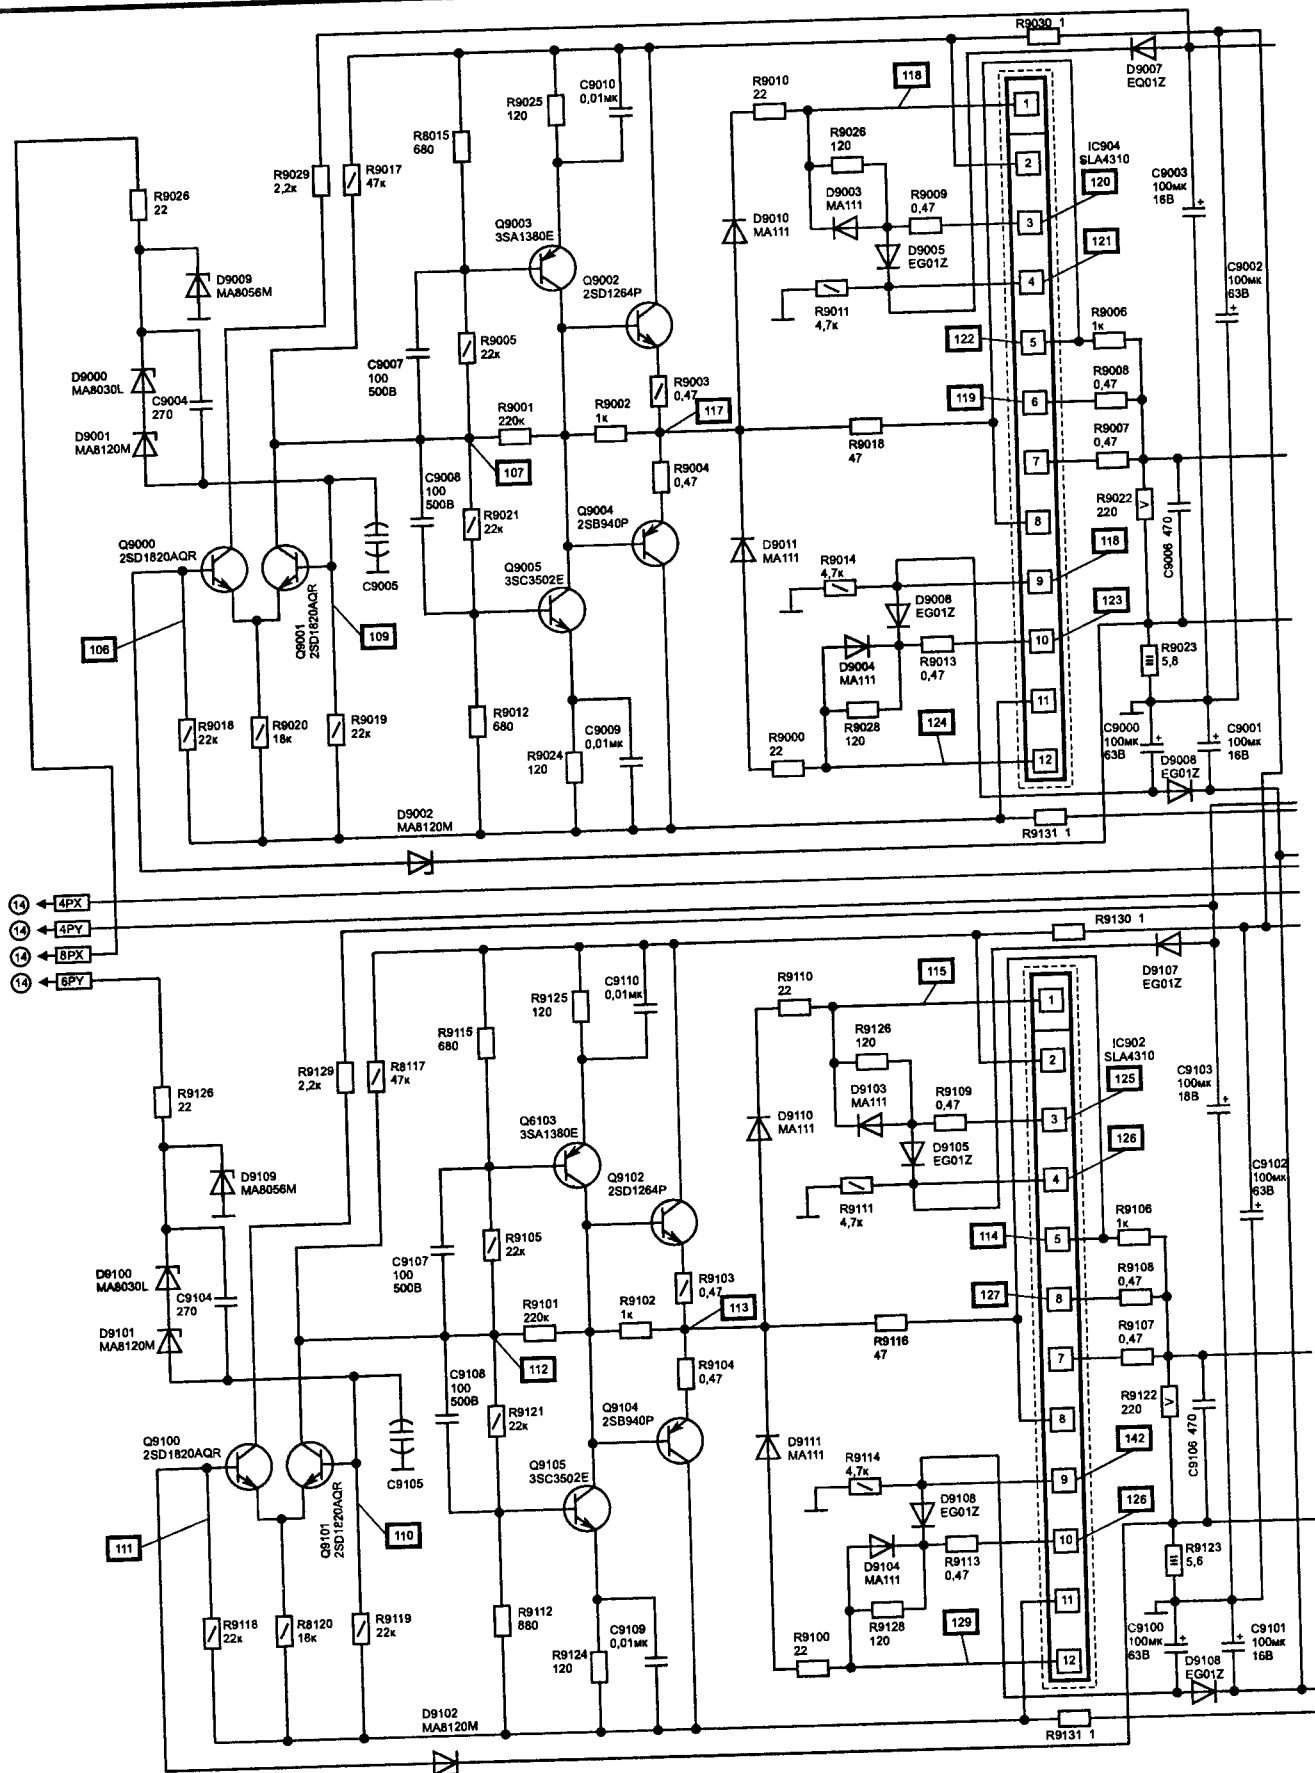 R9030 1
D9007
EQ01Z
R9010
22
118
1
R9025
120
C9010
0,01мк
R8015
680
R9026
120
2
IC904
SLA4310
120
R9029
2,2к
R9017
47к
R9026
22
D9003
MA111
R9009
0,47
3
C9003
100мк
16В
D9010
MA111
Q9003
3SA1380E
D9005
EG01Z
121
4
D9009
MA8056M
Q9002
2SD1264P
R9011
4,7к
C9002
100мк
63В
R9006
1к
122
5
R9005
22к
C9007
100
500В
D9000
MA8030L
C9004
270
R9003
0,47
R9008
0,47
119
6
R9001
220к
R9002
1к
117
D9001
MA8120M
R9018
47
R9007
0,47
7
107
R9004
0,47
C9008
100
500В
R9022
220
C9006 470
8
R9021
22к
Q9004
2SB940P
D9011
MA111
Q9000
2SD1820AQR
C9005
Q9005
3SC3502E
R9014
4,7к
118
9
D9008
EG01Z
123
10
Q9001
2SD1820AQR
109
106
D9004
MA111
R9013
0,47
R9023
5,8
11
R9018
22к
R9020
18к
R9019
22к
R9012
680
C9009
0,01мк
R9024
120
R9028
120
124
R9000
22
12
C9000
100мк
63В
C9001
100мк
16В
D9008
EG01Z
D9002
MA8120M
R9131 1
14
4PX
14
4PY
14
8PX
14
6PY
R9130 1
D9107
EG01Z
R9110
22
115
1
R9125
120
C9110
0,01мк
R9115
680
R9126
120
2
IC902
SLA4310
125
R9129
2,2к
R8117
47к
R9126
22
D9103
MA111
R9109
0,47
3
C9103
100мк
18В
D9110
MA111
Q6103
3SA1380E
D9105
EG01Z
126
4
D9109
MA8056M
Q9102
2SD1264P
R9111
4,7к
C9102
100мк
63В
R9106
1к
114
5
R9105
22к
C9107
100
500В
D9100
MA8030L
C9104
270
R9103
0,47
R9108
0,47
127
8
R9101
220к
R9102
1к
113
D9101
MA8120M
R9116
47
R9107
0,47
7
112
R9104
0,47
C9108
100
500В
R9122
220
C9106 470
8
R9121
22к
Q9104
2SB940P
D9111
MA111
Q9100
2SD1820AQR
C9105
Q9105
3SC3502E
R9114
4,7к
142
9
D9108
EG01Z
126
10
Q9101
2SD1820AQR
110
111
D9104
MA111
R9113
0,47
R9123
5,6
11
R9118
22к
R8120
18к
R9119
22к
R9112
880
C9109
0,01мк
R9124
120
R9128
120
129
R9100
22
12
C9100
100мк
63В
C9101
100мк
16В
D9108
EG01Z
D9102
MA8120M
R9131 1